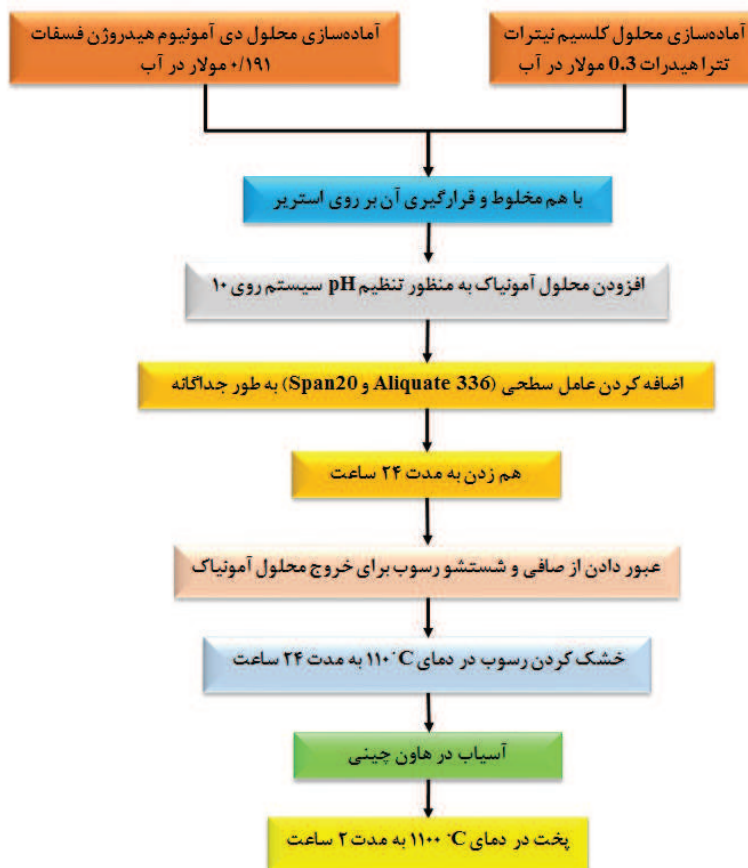 آماده‌سازی محلول کلسیم نیترات
تترا هیدرات 0.3 مولار در آب
آماده‌سازی محلول دی آمونیوم هیدروژن فسفات
۰/۱۹۱ مولار در آب
با هم مخلوط و قرارگیری آن بر روی استریر
افزودن محلول آمونیاک به منظور تنظیم pH سیستم روی ۱۰
اضافه کردن عامل سطحی (Aliquate 336 و Span20) به طور جداگانه
هم زدن به مدت ۲۴ ساعت
عبور دادن از صافی و شستشو رسوب برای خروج محلول آمونیاک
خشک کردن رسوب در دمای ۱۱۰˚C به مدت ۲۴ ساعت
آسیاب در هاون چینی
پخت در دمای ۱۱۰۰ ˚C به مدت ۲ ساعت